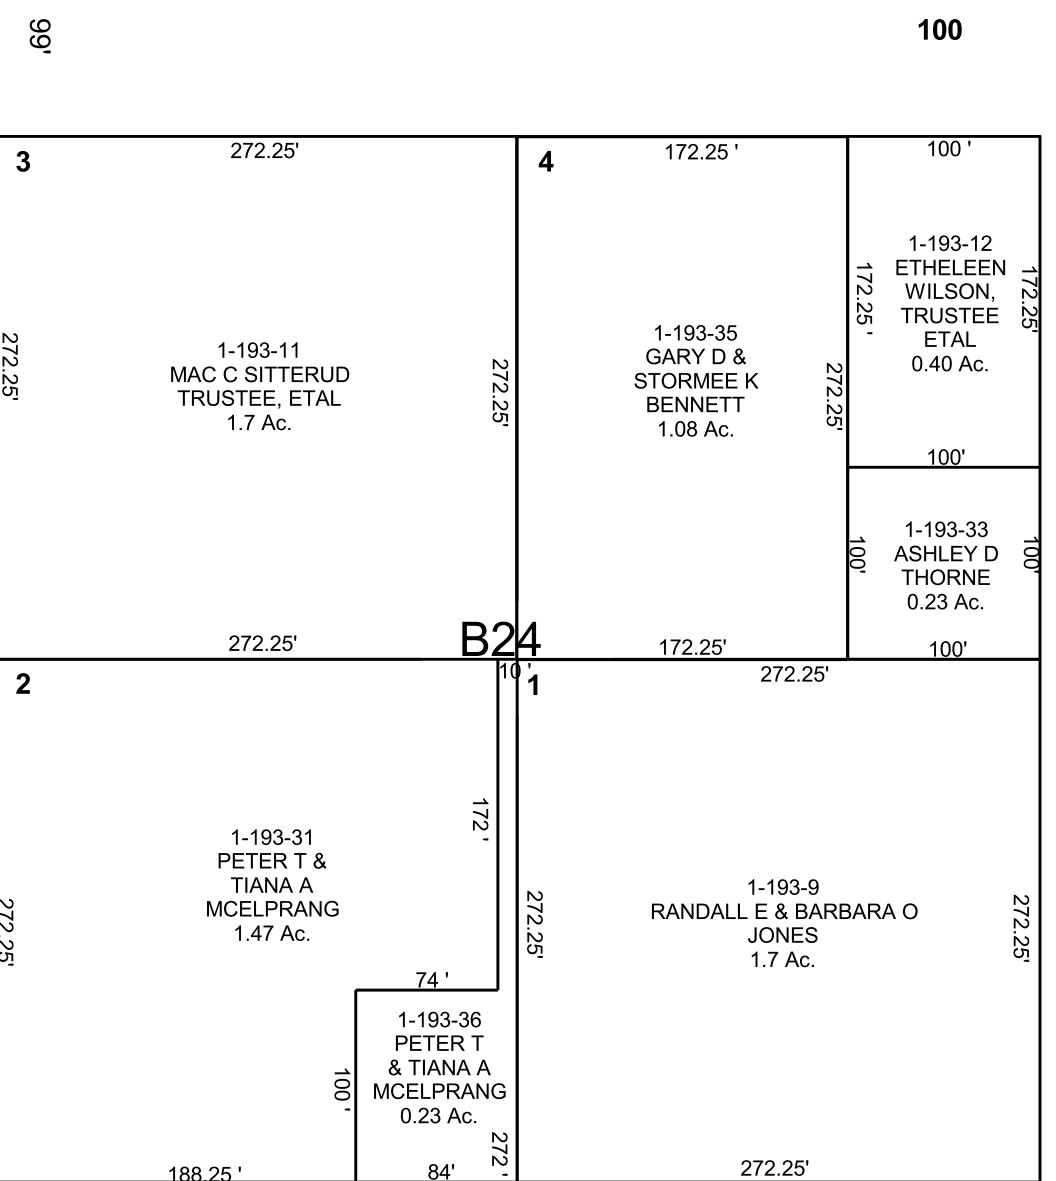 99'
100
3
272.25'
4
172.25 '
100 '
272.25'
1-193-11
MAC C SITTERUD
TRUSTEE, ETAL
1.7 Ac.
272.25'
1-193-35
GARY D &
STORMEE K
BENNETT
1.08 Ac.
272.25'
172.25 '
1-193-12
ETHELEEN
WILSON,
TRUSTEE
ETAL
0.40 Ac.
172.25'
100'
100'
1-193-33
ASHLEY D
THORNE
0.23 Ac.
100'
272.25'
B24
172.25'
100'
2
10 '
1
272.25'
272.25'
1-193-31
PETER T &
TIANA A
MCELPRANG
1.47 Ac.
172 '
74 '
100 '
1-193-36
PETER T
& TIANA A
MCELPRANG
0.23 Ac.
272 '
188.25 '
84'
272.25'
1-193-9
RANDALL E & BARBARA O
JONES
1.7 Ac.
272.25'
272.25'